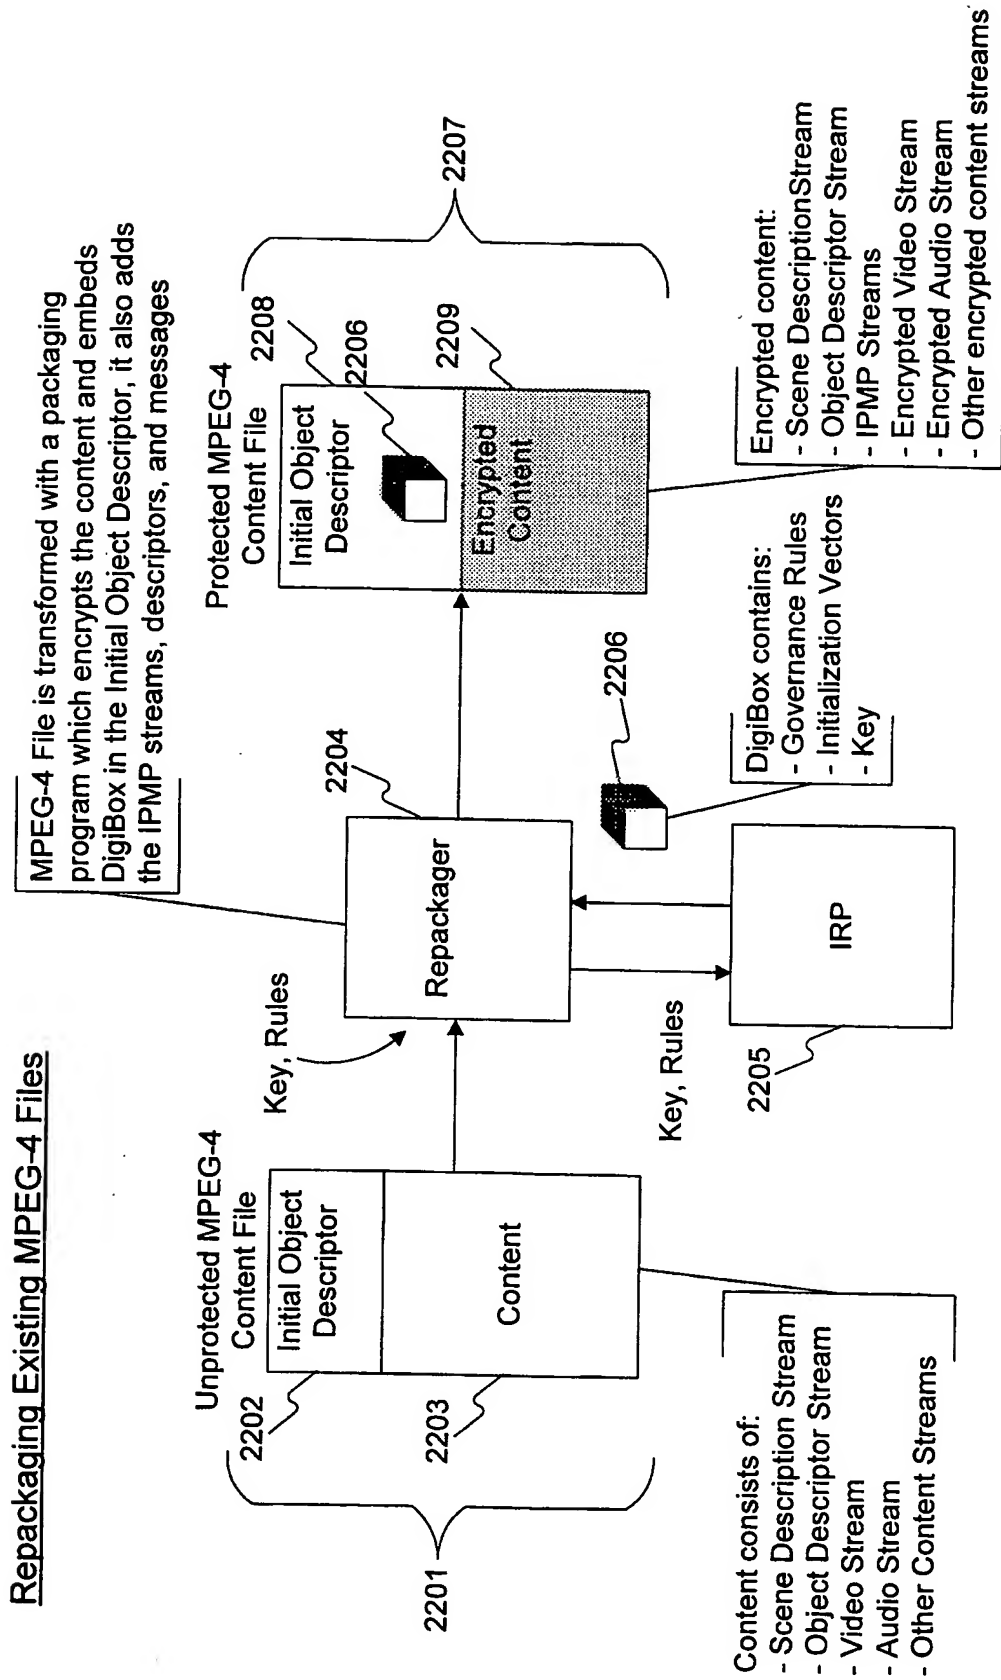 Repackaging Existing MPEG-4 Files
MPEG-4 File is transformed with a packaging
program which encrypts the content and embeds
DigiBox in the Initial Object Descriptor, it also adds
the IPMP streams, descriptors, and messages
Unprotected MPEG-4
Content File
Initial Object
Descriptor
Content
2201
2202
2203
Content consists of:
- Scene Description Stream
- Object Descriptor Stream
- Video Stream
- Audio Stream
- Other Content Streams
Key, Rules
Repackager
2204
Key, Rules
IRP
2205
2206
DigiBox contains:
- Governance Rules
- Initialization Vectors
- Key
Protected MPEG-4
Content File
Initial Object
Descriptor
Encrypted
Content
2208
2206
2209
2207
Encrypted content:
- Scene DescriptionStream
- Object Descriptor Stream
IPMP Streams
- Encrypted Video Stream
- Encrypted Audio Stream
- Other encrypted content streams